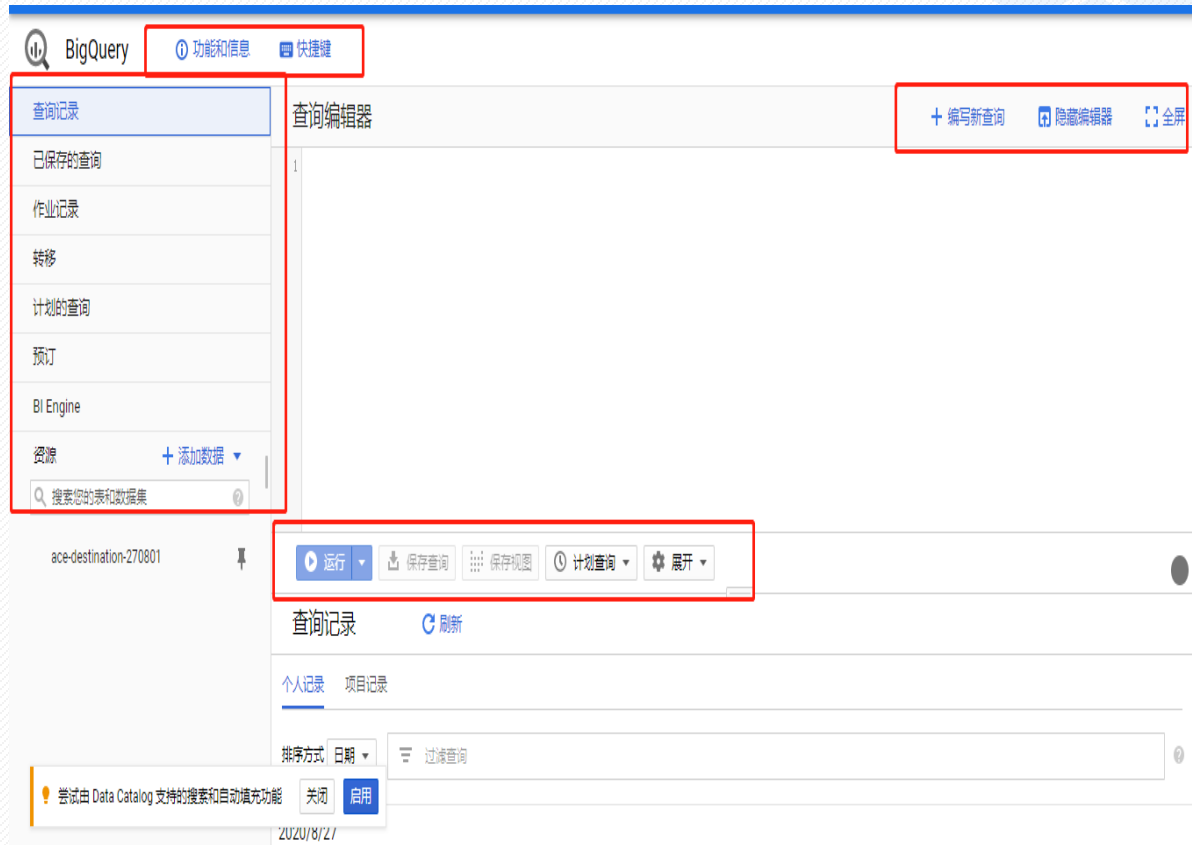 BigQuery 功能和信息 快捷键
查询记录
已保存的查询
作业记录
转移
计划的查询
预订
BI Engine
资源 添加数据
搜索您的表和数据集
ace-destination-270801
查询编辑器 编写新查询 隐藏编辑器 全屏
1
运行 保存查询 保存视图 计划查询 展开
查询记录 刷新
个人记录 项目记录
排序方式 日期 过滤查询
尝试由 Data Catalog 支持的搜索和自动填充功能 关闭 启用
2020/8/27